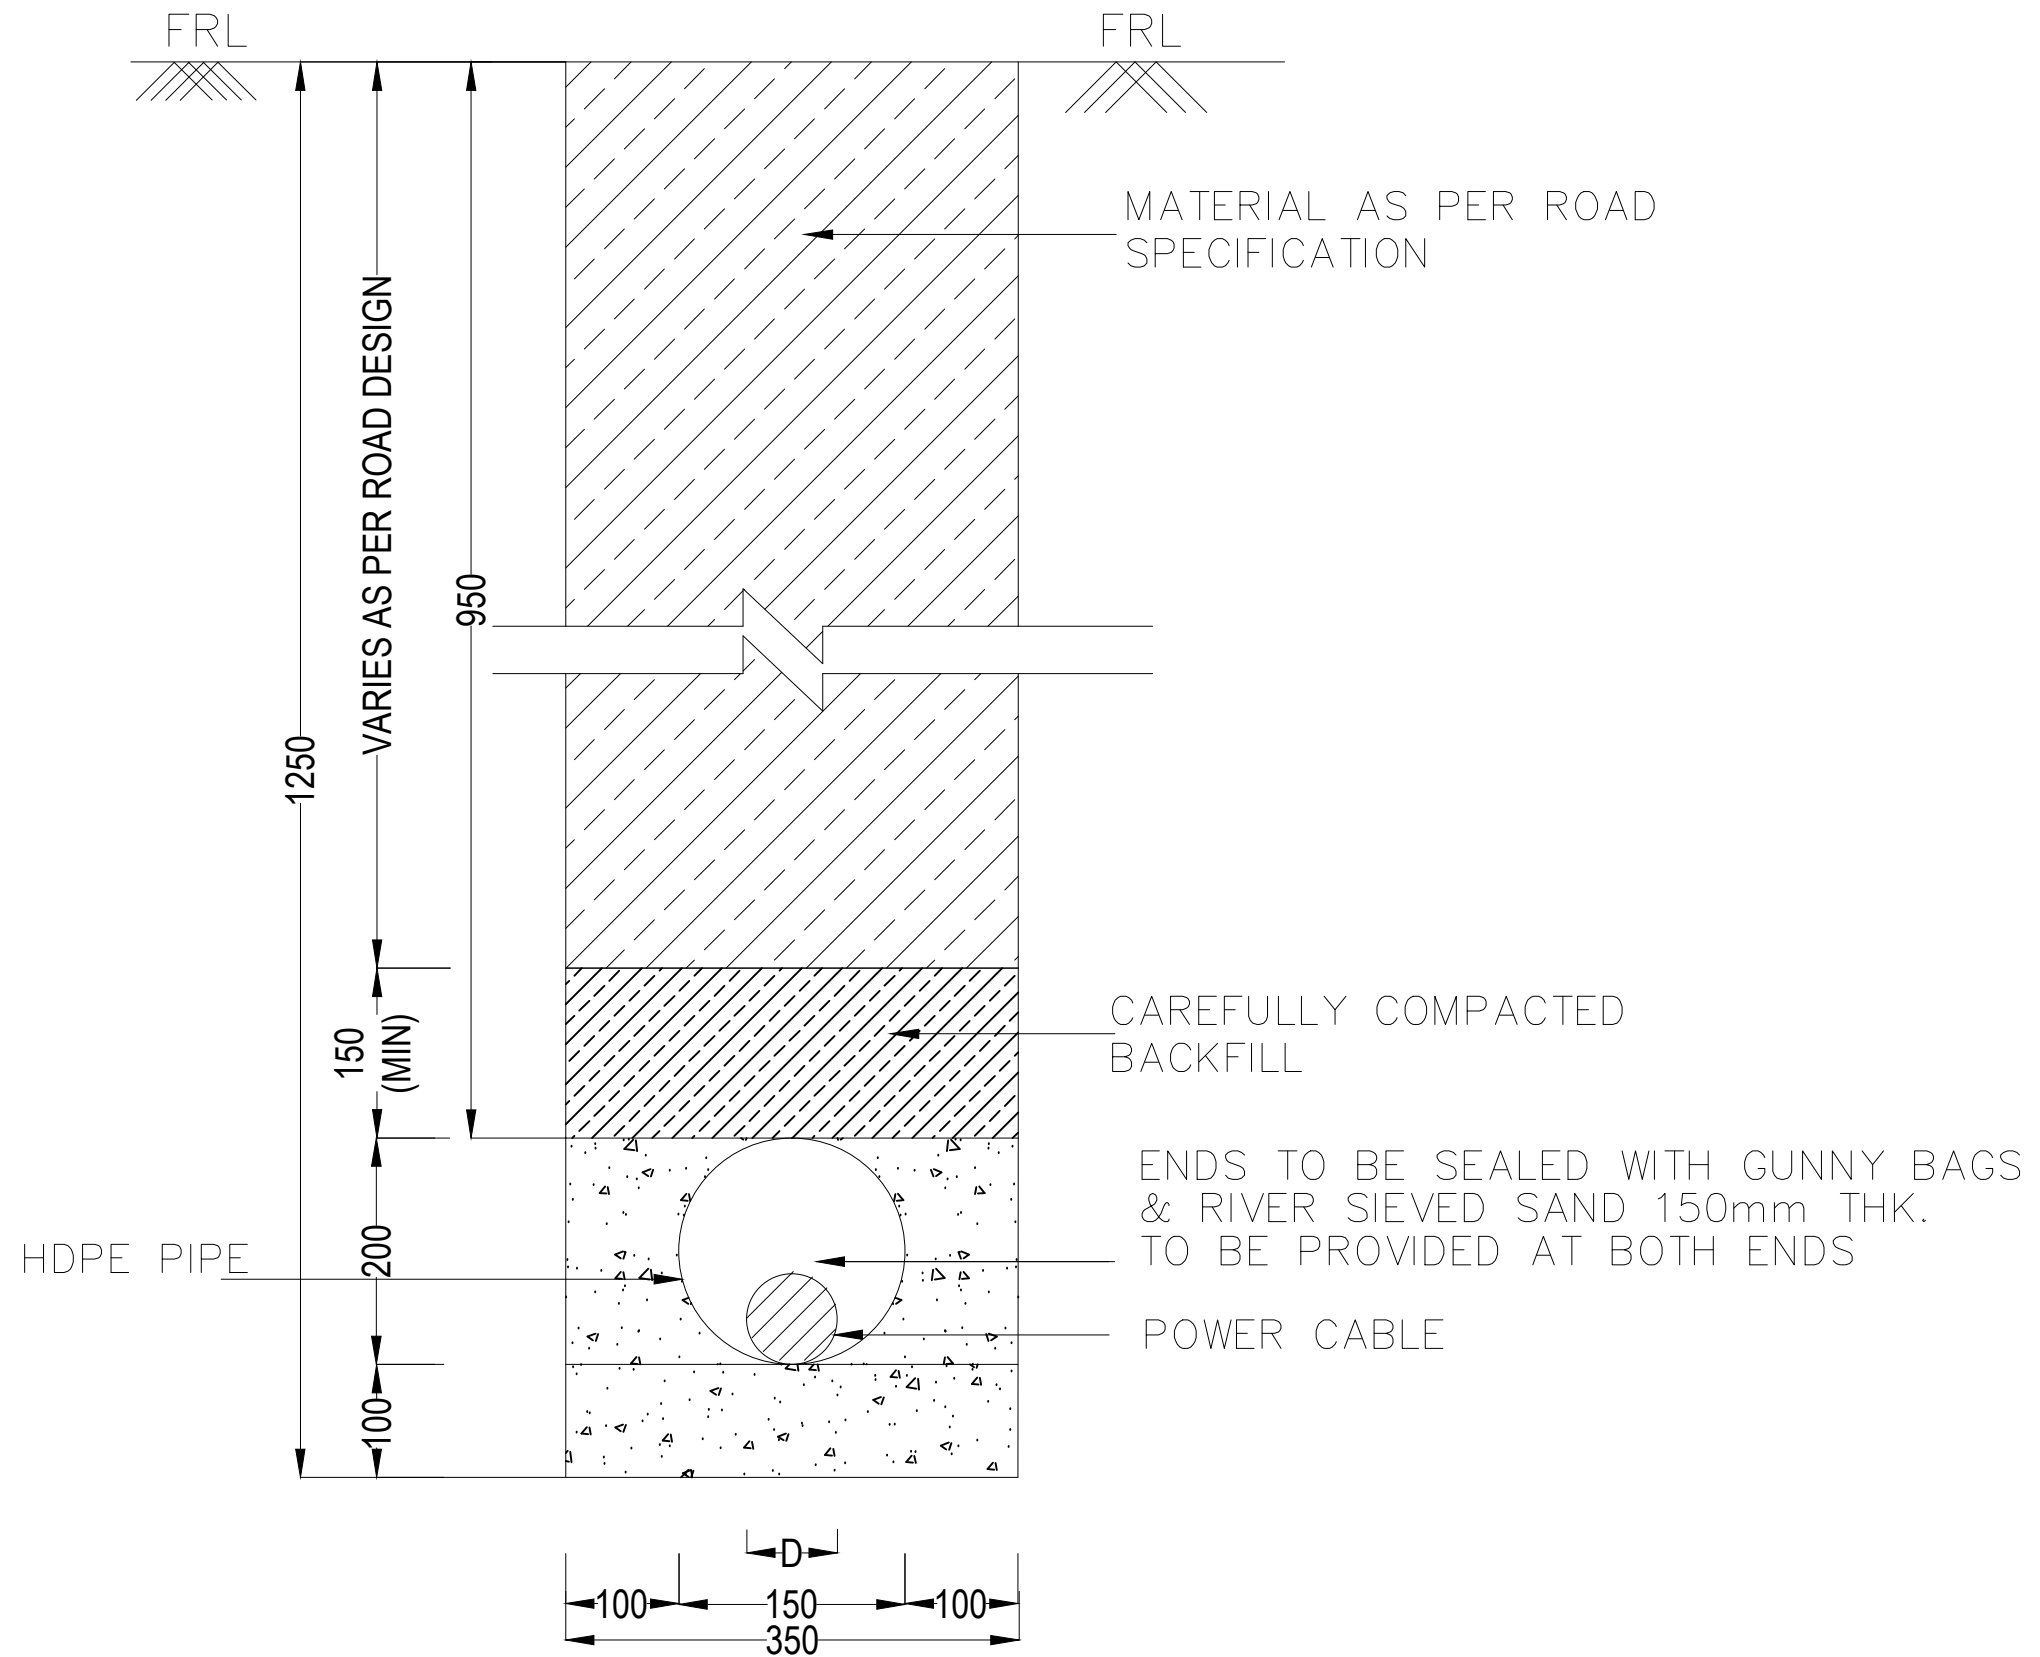 FRL
FRL
MATERIAL AS PER ROAD
SPECIFICATION
VARIES AS PER ROAD DESIGN
950
1250
CAREFULLY COMPACTED
BACKFILL
150
(MIN)
ENDS TO BE SEALED WITH GUNNY BAGS
& RIVER SIEVED SAND 150mm THK.
TO BE PROVIDED AT BOTH ENDS
HDPE PIPE
200
POWER CABLE
100
D
100
150
100
350